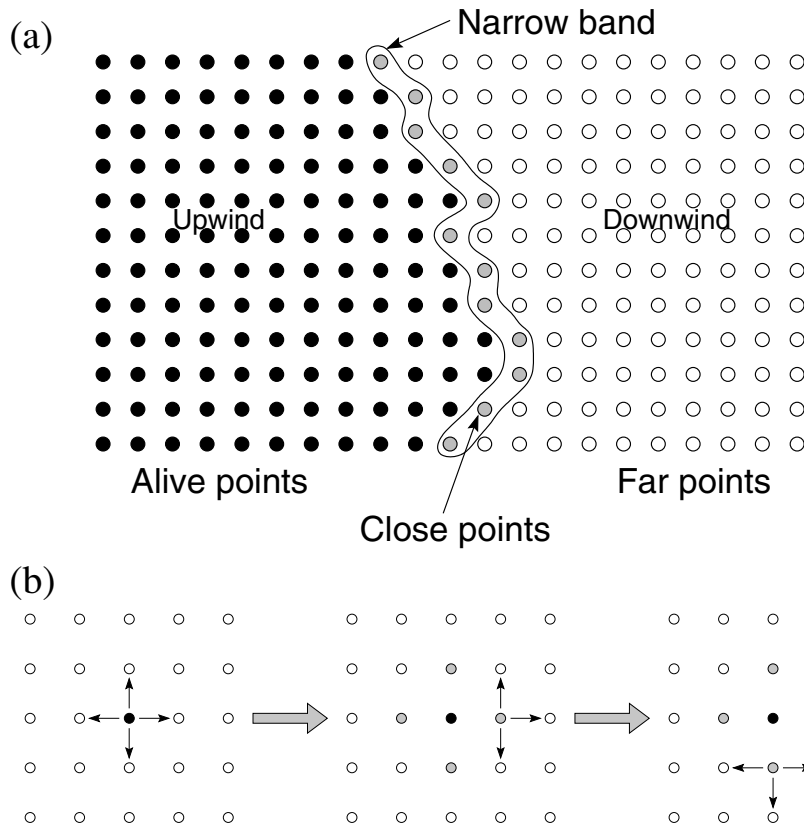 (a)
Narrow band
Upwind
Downwind
Alive points
Far points
Close points
(b)